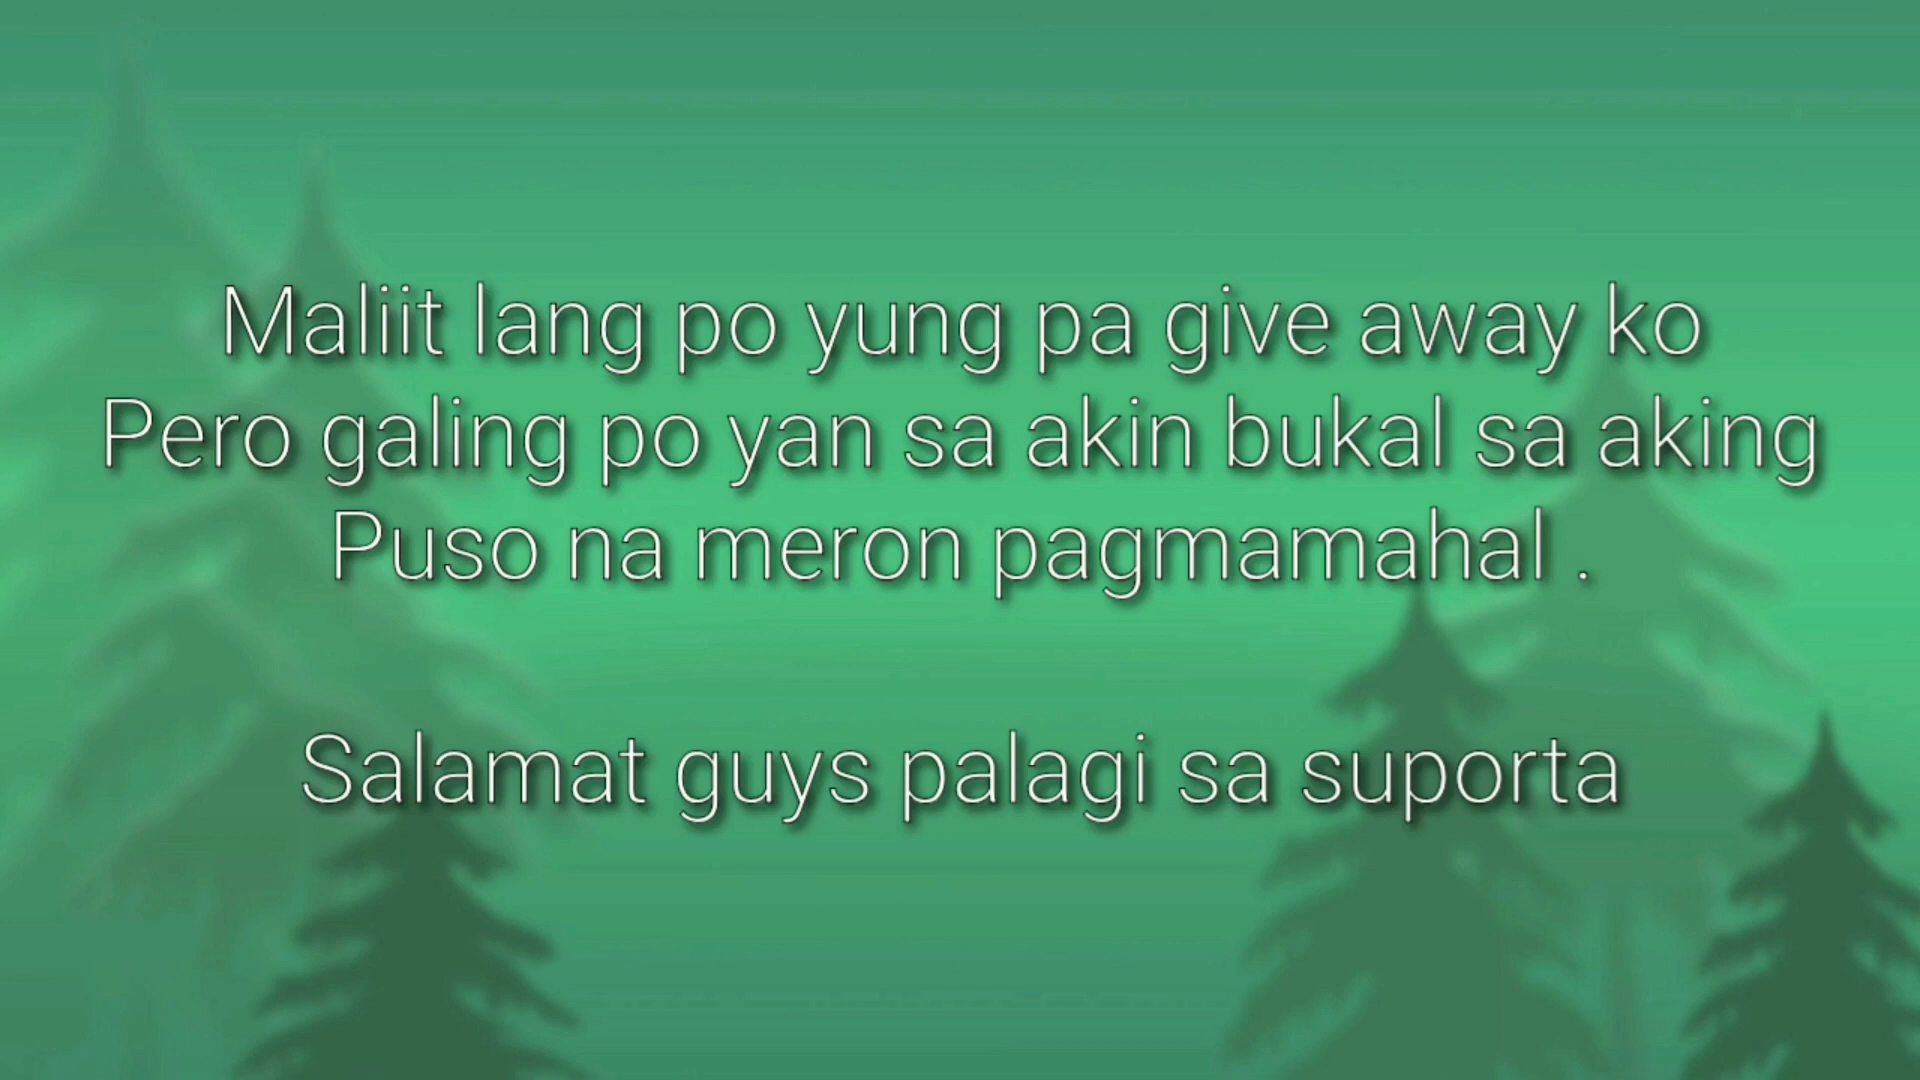 Maliit lang po yung pa give away ko
Pero galing po yan sa akin bukal sa aking
Puso na meron pagmamahal .
Salamat guys palagi sa suporta